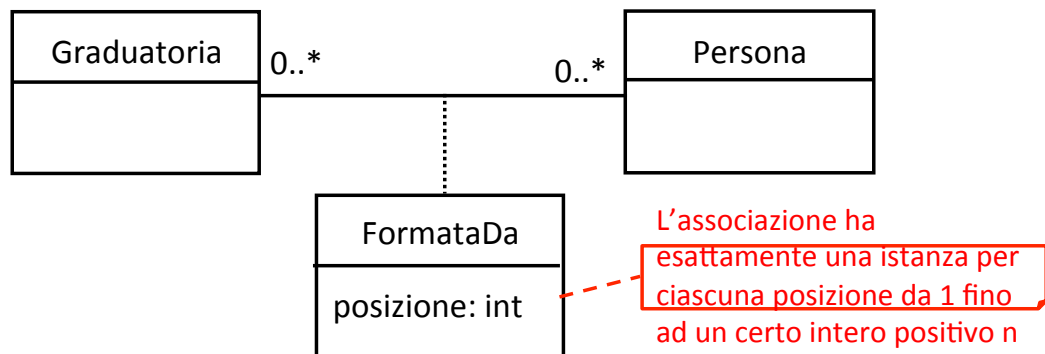 Graduatoria
0..*
0..*
Persona
FormataDa
posizione: int
L’associazione ha
esattamente una istanza per
ciascuna posizione da 1 fino
ad un certo intero positivo n